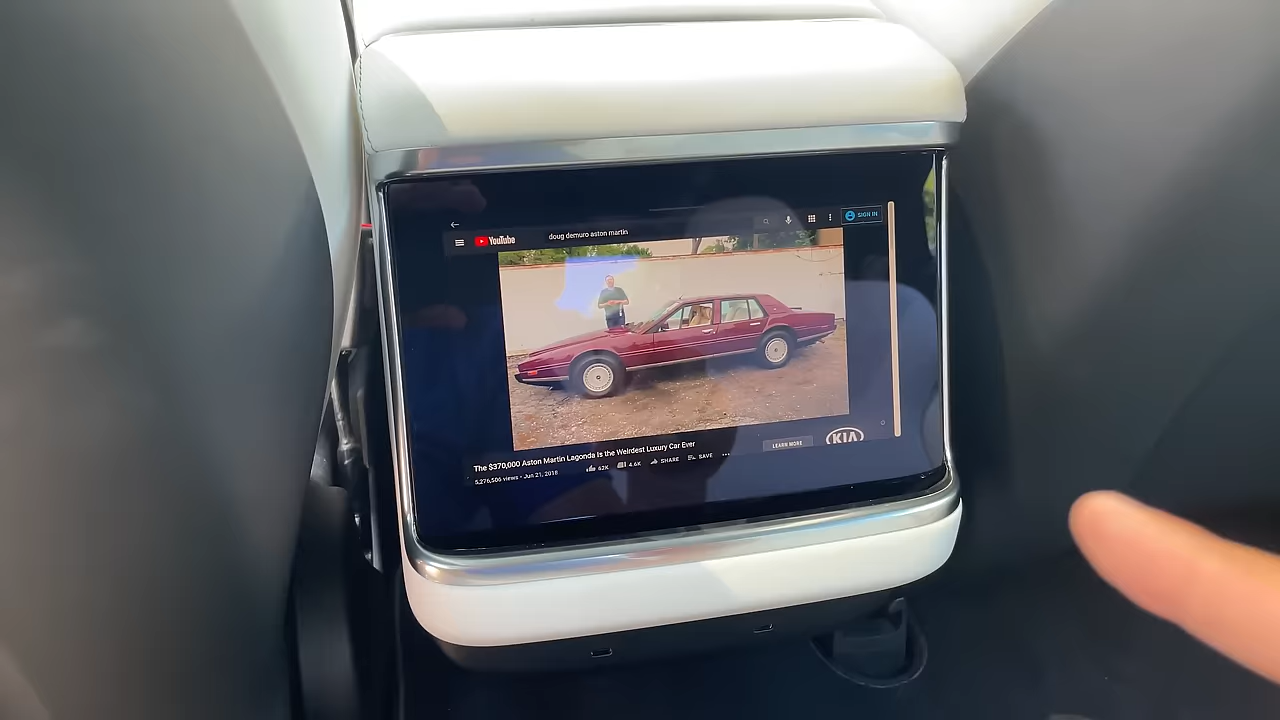 YouTube
doug demuro aston martin
SIGN IN
The $370,000 Aston Martin Lagonda Is the Weirdest Luxury Car Ever
5,276,506 views • Jun 21, 2018
62K
4.6K
SHARE
SAVE
LEARN MORE
KIA